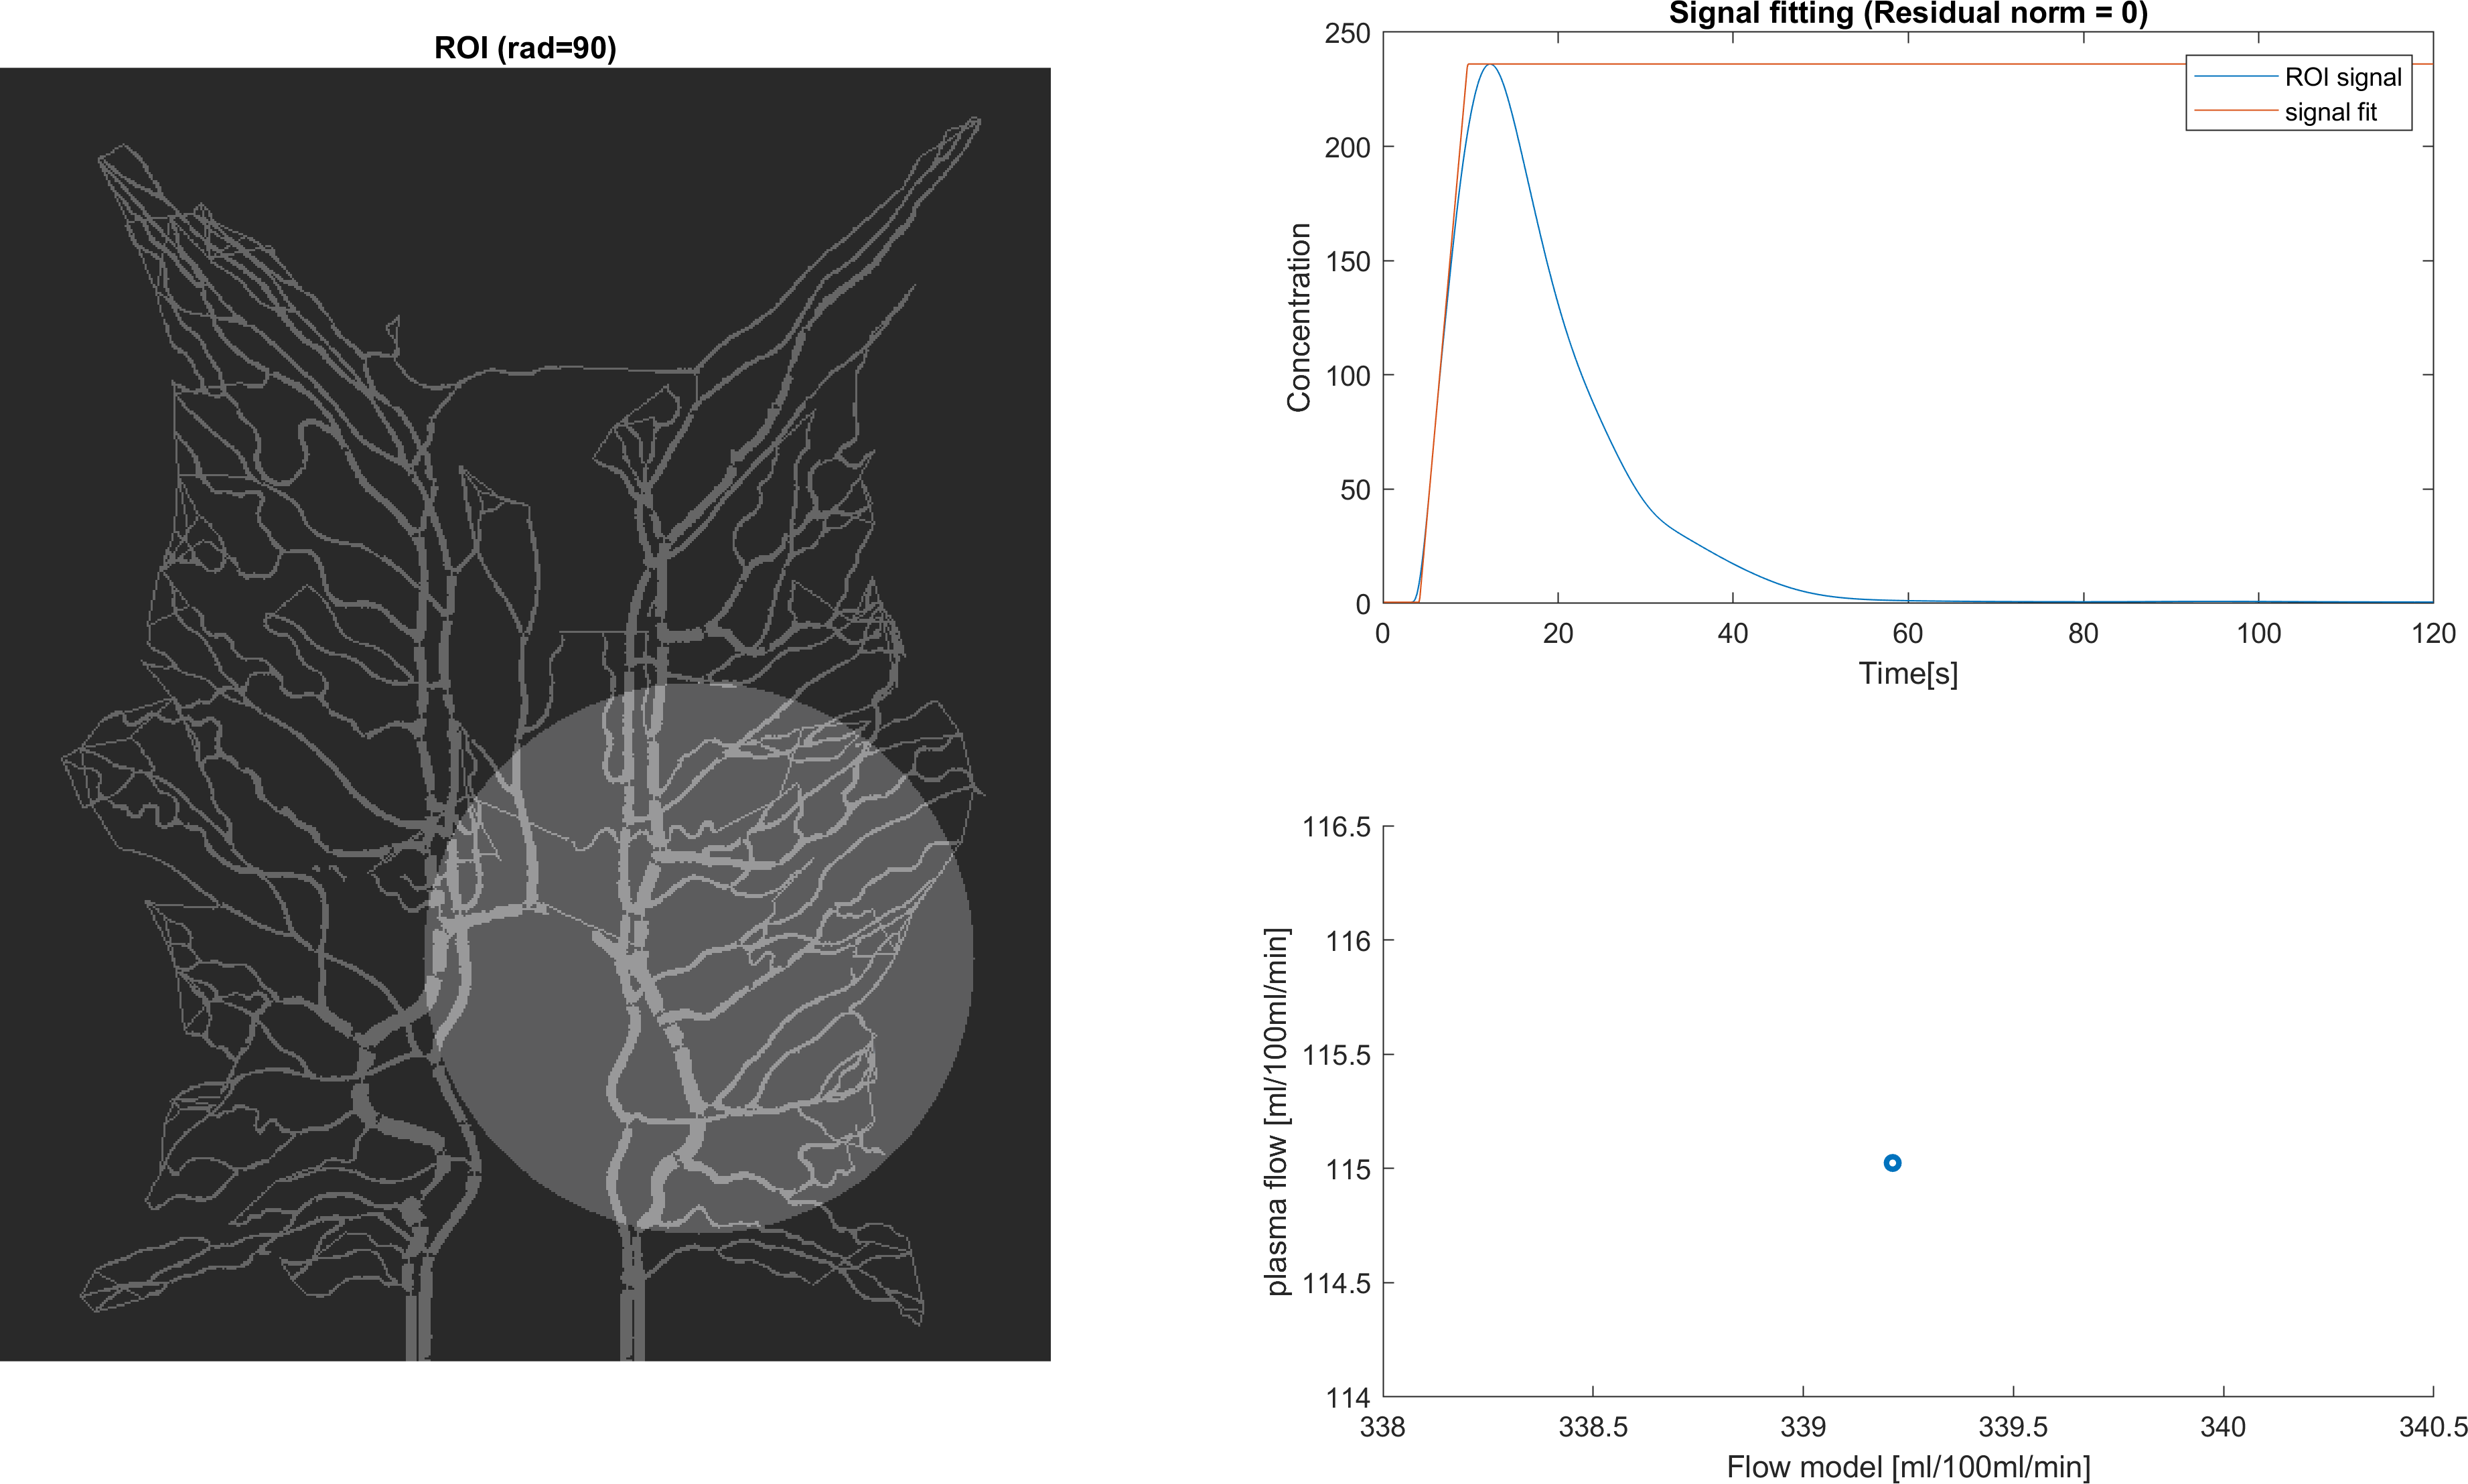 ROI (rad=90)
Signal fitting (Residual norm = 0)
250
200
150
100
50
0
Concentration
ROI signal
signal fit
0 20 40 60 80 100 120
Time[s]
116.5
116
115.5
115
114.5
114
plasma flow [ml/100ml/min]
338 338.5 339 339.5 340 340.5
Flow model [ml/100ml/min]